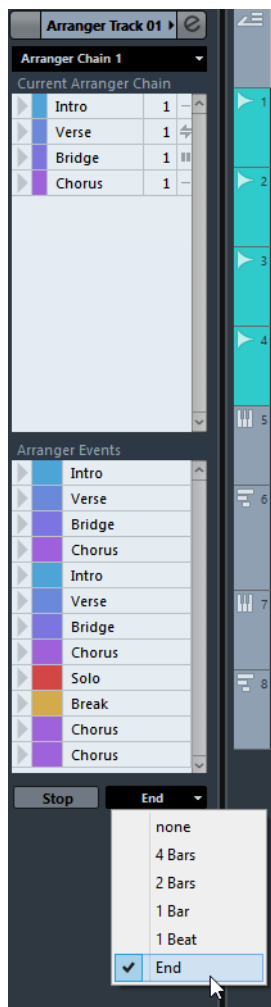 Arranger Track 01
Arranger Chain 1
Current Arranger Chain
Intro 1
Verse 1
Bridge 1
Chorus 1
Arranger Events
Intro
Verse
Bridge
Chorus
Intro
Verse
Bridge
Chorus
Solo
Break
Chorus
Chorus
Stop End
none
4 Bars
2 Bars
1 Bar
1 Beat
End
1
2
3
4
5
6
7
8